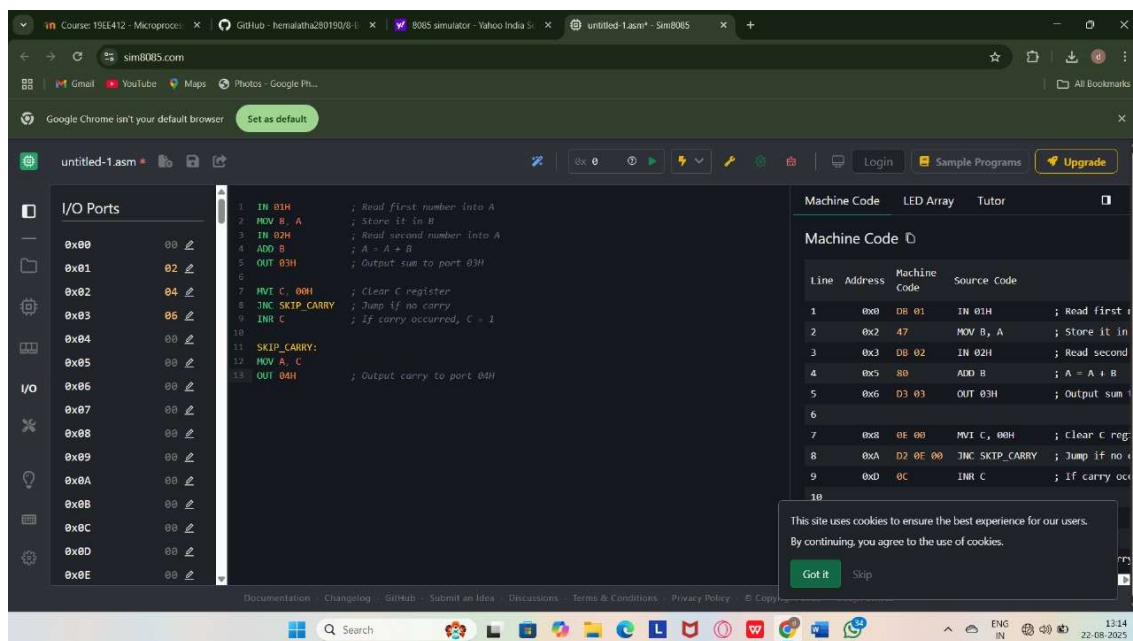 Course: 19EE412 - Microproces
GitHub - hemalatha280190/8-B
8085 simulator - Yahoo India Se
untitled-1.asm* - Sim8085
sim8085.com
Gmail YouTube Maps Photos - Google Ph... All Bookmarks
Google Chrome isn't your default browser Set as default
untitled-1.asm * 0x 0 Login Sample Programs Upgrade
I/O Ports
0x00 00
0x01 02
0x02 04
0x03 06
0x04 00
0x05 00
0x06 00
0x07 00
0x08 00
0x09 00
0x0A 00
0x0B 00
0x0C 00
0x0D 00
0x0E 00
I/O
1 IN 01H ; Read first number into A
2 MOV B, A ; Store it in B
3 IN 02H ; Read second number into A
4 ADD B ; A = A + B
5 OUT 03H ; Output sum to port 03H
6
7 MVI C, 00H ; Clear C register
8 JNC SKIP_CARRY ; Jump if no carry
9 INR C ; If carry occurred, C = 1
10
11 SKIP_CARRY:
12 MOV A, C
13 OUT 04H ; Output carry to port 04H
Machine Code LED Array Tutor
Machine Code
Line Address Machine Code Source Code
1 0x0 DB 01 IN 01H ; Read first
2 0x2 47 MOV B, A ; Store it in
3 0x3 DB 02 IN 02H ; Read second
4 0x5 80 ADD B ; A = A + B
5 0x6 D3 03 OUT 03H ; Output sum
6
7 0x8 0E 00 MVI C, 00H ; Clear C reg
8 0xA D2 0E 00 JNC SKIP_CARRY ; Jump if no
9 0xD 0C INR C ; If carry occ
10
This site uses cookies to ensure the best experience for our users.
By continuing, you agree to the use of cookies.
Got it Skip
Documentation Changelog GitHub Submit an Idea Discussions Terms & Conditions Privacy Policy
Search ENG IN 13:14 22-08-2025